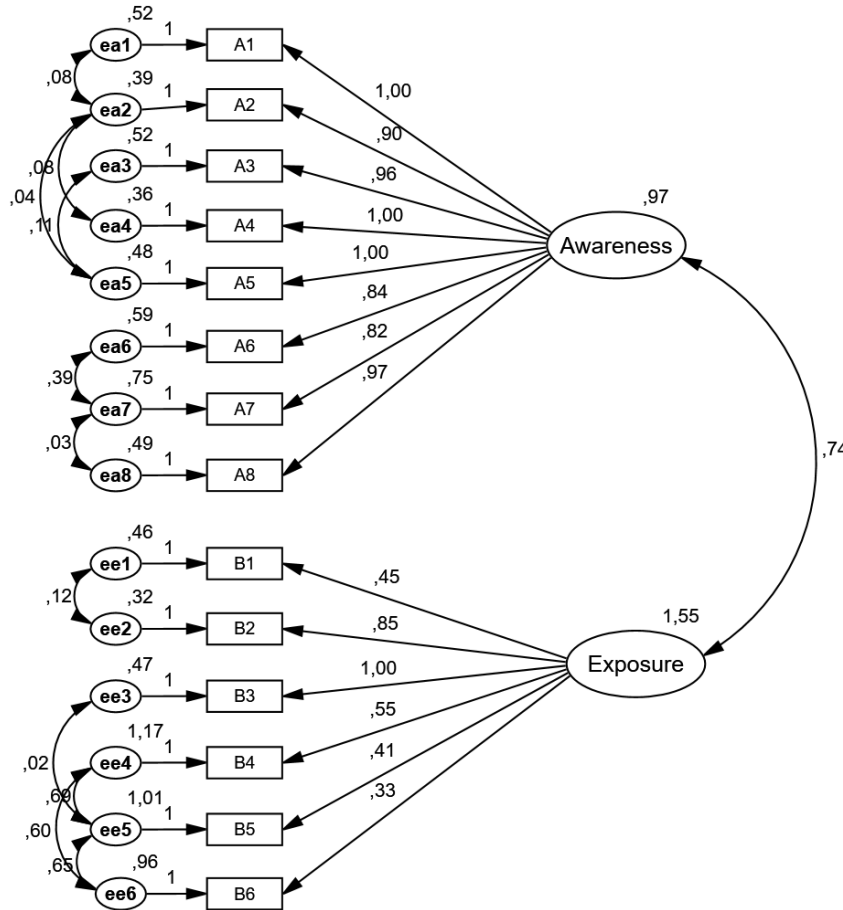 ,52
ea1 1 A1
,08 ,39
ea2 1 A2
1,00
,90
,52
ea3 1 A3
,96
,08
,04
,36
ea4 1 A4
1,00
,11
,48
ea5 1 A5
1,00
,97
Awareness
,59
ea6 1 A6
,84
,39 ,75
ea7 1 A7
,82
,03 ,49
ea8 1 A8
,97
,74
,46
ee1 1 B1
,45
,12 ,32
ee2 1 B2
,85
1,55
Exposure
,47
ee3 1 B3
1,00
,02
1,17
ee4 1 B4
,55
,69
1,01
ee5 1 B5
,41
,60
,65
,96
ee6 1 B6
,33